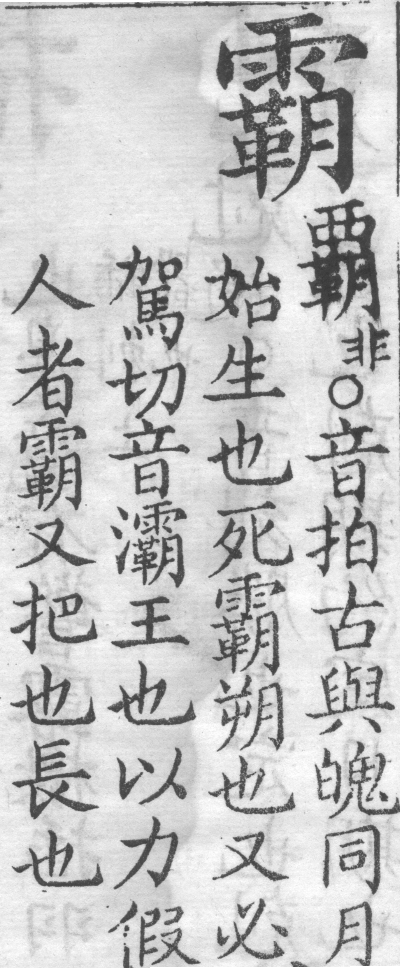 霸
覇非○音拍古與魄同月
始生也死霸朔也又必
駕切音灞王也以力假
人者霸又把也長也